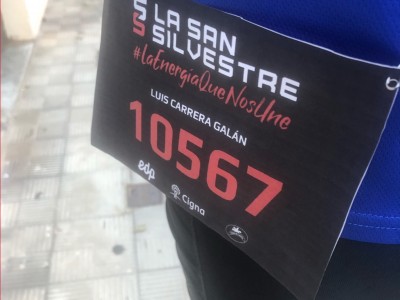 LA SAN
SILVESTRE
#LaEnergíaQueNosUne
LUIS CARRERA GALÁN
10567
edp
Cigna